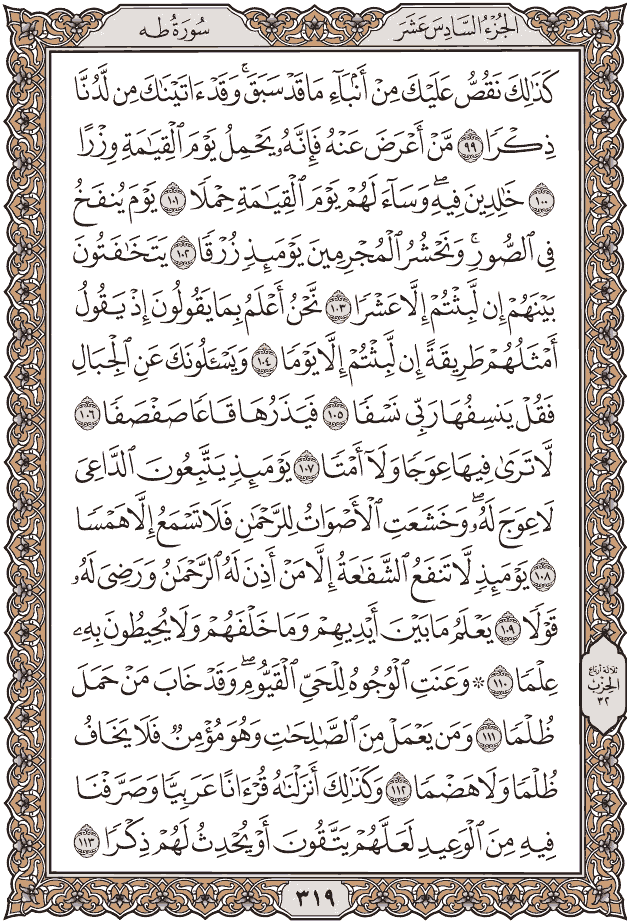 الجُزْءُ السَّادِسَ عَشَرَ
سُورَةُ طه
كَذَٰلِكَ نَقُصُّ عَلَيْكَ مِنْ أَنۢبَآءِ مَا قَدْ سَبَقَۚ وَقَدْ ءَاتَيْنَٰكَ مِن لَّدُنَّا
ذِكْرًا ٩٩ مَّنْ أَعْرَضَ عَنْهُ فَإِنَّهُۥ يَحْمِلُ يَوْمَ ٱلْقِيَٰمَةِ وِزْرًا
١٠٠ خَٰلِدِينَ فِيهِۖ وَسَآءَ لَهُمْ يَوْمَ ٱلْقِيَٰمَةِ حِمْلًا ١٠١ يَوْمَ يُنفَخُ
فِى ٱلصُّورِۚ وَنَحْشُرُ ٱلْمُجْرِمِينَ يَوْمَئِذٍ زُرْقًا ١٠٢ يَتَخَٰفَتُونَ
بَيْنَهُمْ إِن لَّبِثْتُمْ إِلَّا عَشْرًا ١٠٣ نَّحْنُ أَعْلَمُ بِمَا يَقُولُونَ إِذْ يَقُولُ
أَمْثَلُهُمْ طَرِيقَةً إِن لَّبِثْتُمْ إِلَّا يَوْمًا ١٠٤ وَيَسْـَٔلُونَكَ عَنِ ٱلْجِبَالِ
فَقُلْ يَنسِفُهَا رَبِّى نَسْفًا ١٠٥ فَيَذَرُهَا قَاعًا صَفْصَفًا ١٠٦
لَّا تَرَىٰ فِيهَا عِوَجًا وَلَآ أَمْتًا ١٠٧ يَوْمَئِذٍ يَتَّبِعُونَ ٱلدَّاعِىَ
لَا عِوَجَ لَهُۥۖ وَخَشَعَتِ ٱلْأَصْوَاتُ لِلرَّحْمَٰنِ فَلَا تَسْمَعُ إِلَّا هَمْسًا
١٠٨ يَوْمَئِذٍ لَّا تَنفَعُ ٱلشَّفَٰعَةُ إِلَّا مَنْ أَذِنَ لَهُ ٱلرَّحْمَٰنُ وَرَضِىَ لَهُۥ
قَوْلًا ١٠٩ يَعْلَمُ مَا بَيْنَ أَيْدِيهِمْ وَمَا خَلْفَهُمْ وَلَا يُحِيطُونَ بِهِۦ
عِلْمًا ١١٠ ۞ وَعَنَتِ ٱلْوُجُوهُ لِلْحَىِّ ٱلْقَيُّومِۖ وَقَدْ خَابَ مَنْ حَمَلَ
ظُلْمًا ١١١ وَمَن يَعْمَلْ مِنَ ٱلصَّٰلِحَٰتِ وَهُوَ مُؤْمِنٌ فَلَا يَخَافُ
ظُلْمًا وَلَا هَضْمًا ١١٢ وَكَذَٰلِكَ أَنزَلْنَٰهُ قُرْءَانًا عَرَبِيًّا وَصَرَّفْنَا
فِيهِ مِنَ ٱلْوَعِيدِ لَعَلَّهُمْ يَتَّقُونَ أَوْ يُحْدِثُ لَهُمْ ذِكْرًا ١١٣
ثلاثة أرباع
الحزب
٣٢
٣١٩